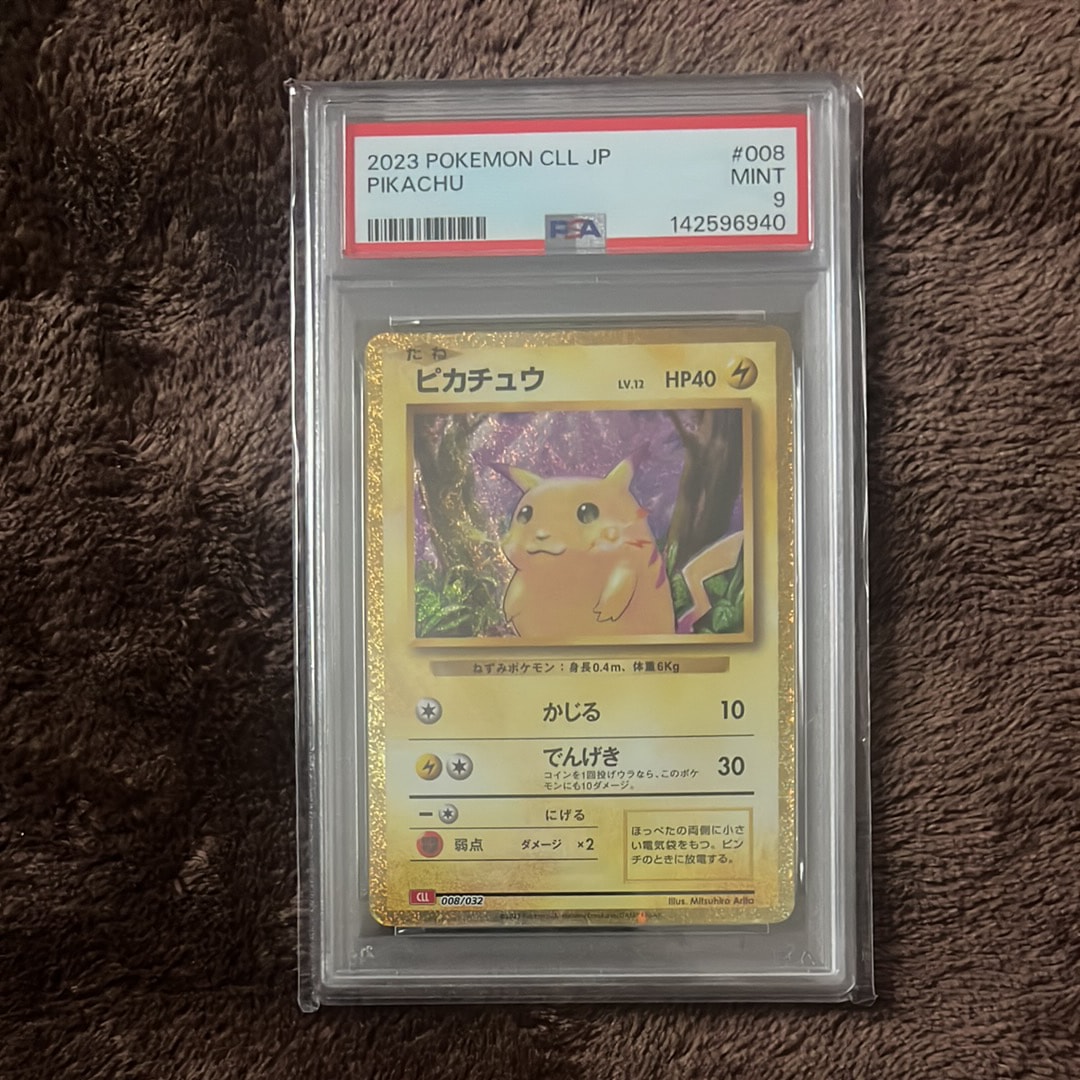 2023 POKEMON CLL JP
#008
PIKACHU
MINT
9
PSA
142596940
たね
ピカチュウ
LV.12 HP40
ねずみポケモン：身長0.4m、体重6Kg
かじる 10
でんげき 30
コインを1回投げウラなら、このポケ
モンにも10ダメージ。
にげる
弱点 ダメージ ×2
ほっぺたの両側に小さ
い電気袋をもつ。ピン
チのときに放電する。
CLL 008/032
Illus. Mitsuhiro Arita